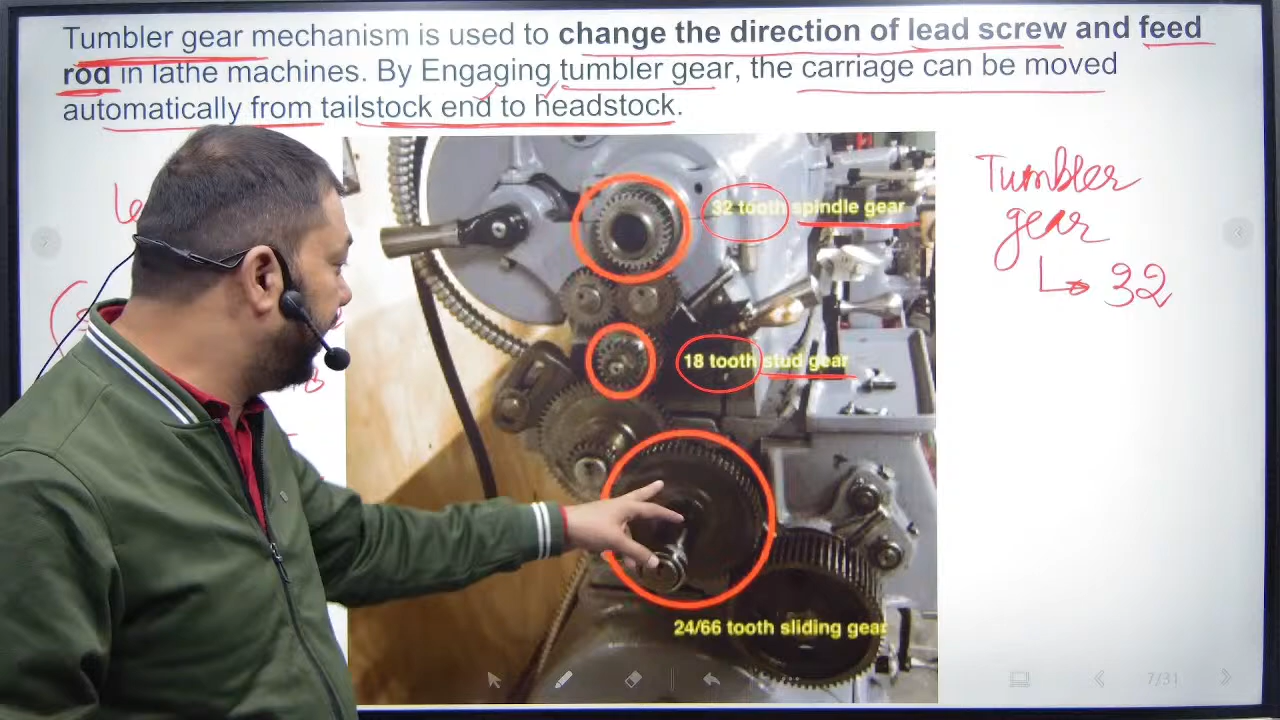 Tumbler gear mechanism is used to change the direction of lead screw and feed
rod in lathe machines. By Engaging tumbler gear, the carriage can be moved
automatically from tailstock end to headstock.
32 tooth spindle gear
18 tooth stud gear
24/66 tooth sliding gear
Tumbler
gear
↳ 32
7/31